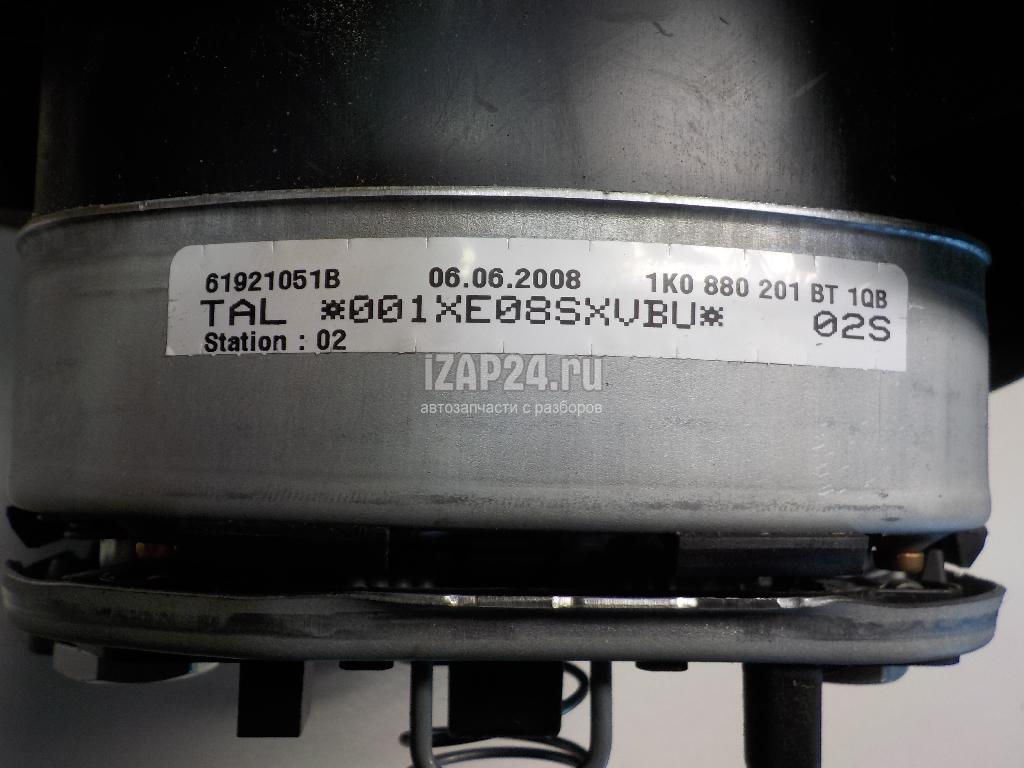 61921051B 06.06.2008 1K0 880 201 BT 1QB
TAL *001XE08SXVBU* 02S
Station : 02
iZAP24.ru
автозапчасти с разборов